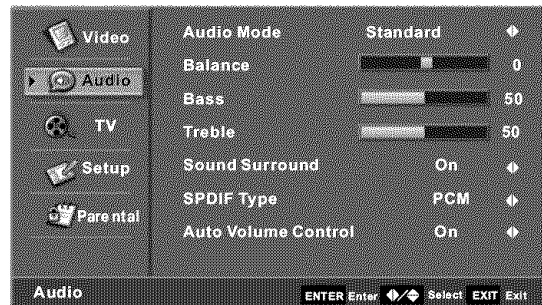 Video
Audio
TV
Setup
Parental
Audio Mode Standard
Balance 0
Bass 50
Treble 50
Sound Surround On
SPDIF Type PCM
Auto Volume Control On
Audio ENTER Enter / Select EXIT Exit